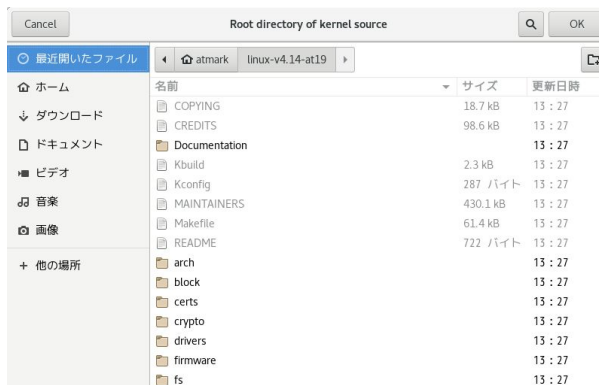 Cancel Root directory of kernel source OK
最近開いたファイル atmark linux-v4.14-at19
ホーム 名前 サイズ 更新日時
COPYING 18.7 kB 13：27
ダウンロード CREDITS 98.6 kB 13：27
ドキュメント Documentation 13：27
Kbuild 2.3 kB 13：27
ビデオ Kconfig 287 バイト 13：27
音楽 MAINTAINERS 430.1 kB 13：27
Makefile 61.4 kB 13：27
画像 README 722 バイト 13：27
+ 他の場所 arch 13：27
block 13：27
certs 13：27
crypto 13：27
drivers 13：27
firmware 13：27
fs 13：27